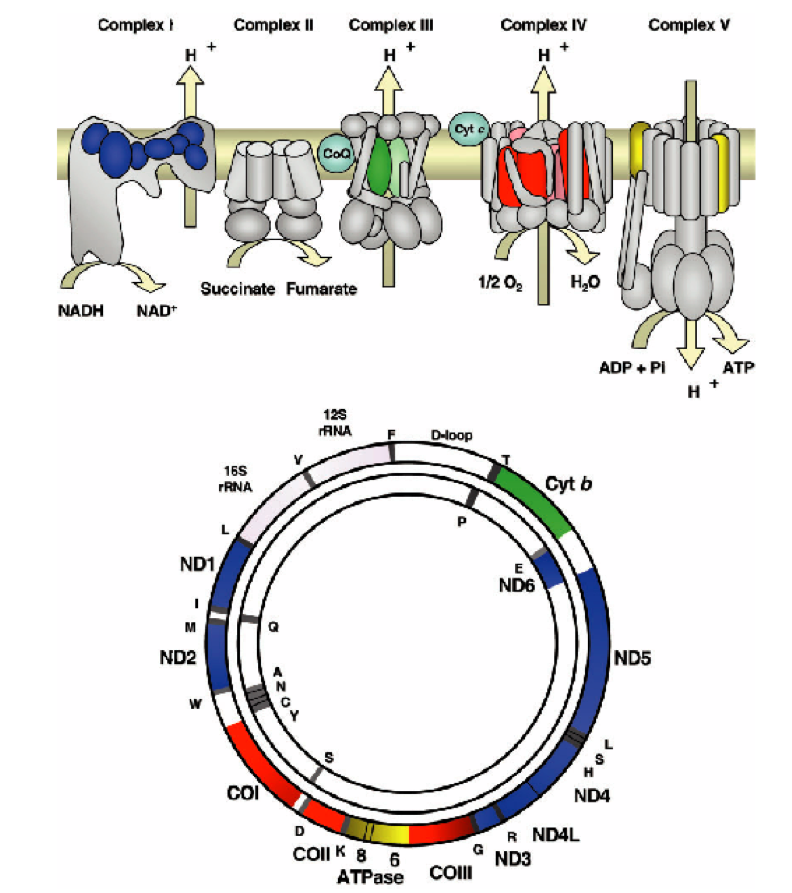 Complex I Complex II Complex III Complex IV Complex V
H + H + H +
Cyt c
CoQ
Succinate Fumarate
1/2 O2 H2O
NADH NAD+
ADP + PI ATP
H +
12S
rRNA
F D-loop
V T
16S
rRNA
Cyt b
P
L
ND1
E
ND6
I
M Q
ND2 ND5
A
N
C
Y
W
L
S
H
S
COI ND4
D R ND4L
COII K 8 6 COIII G ND3
ATPase